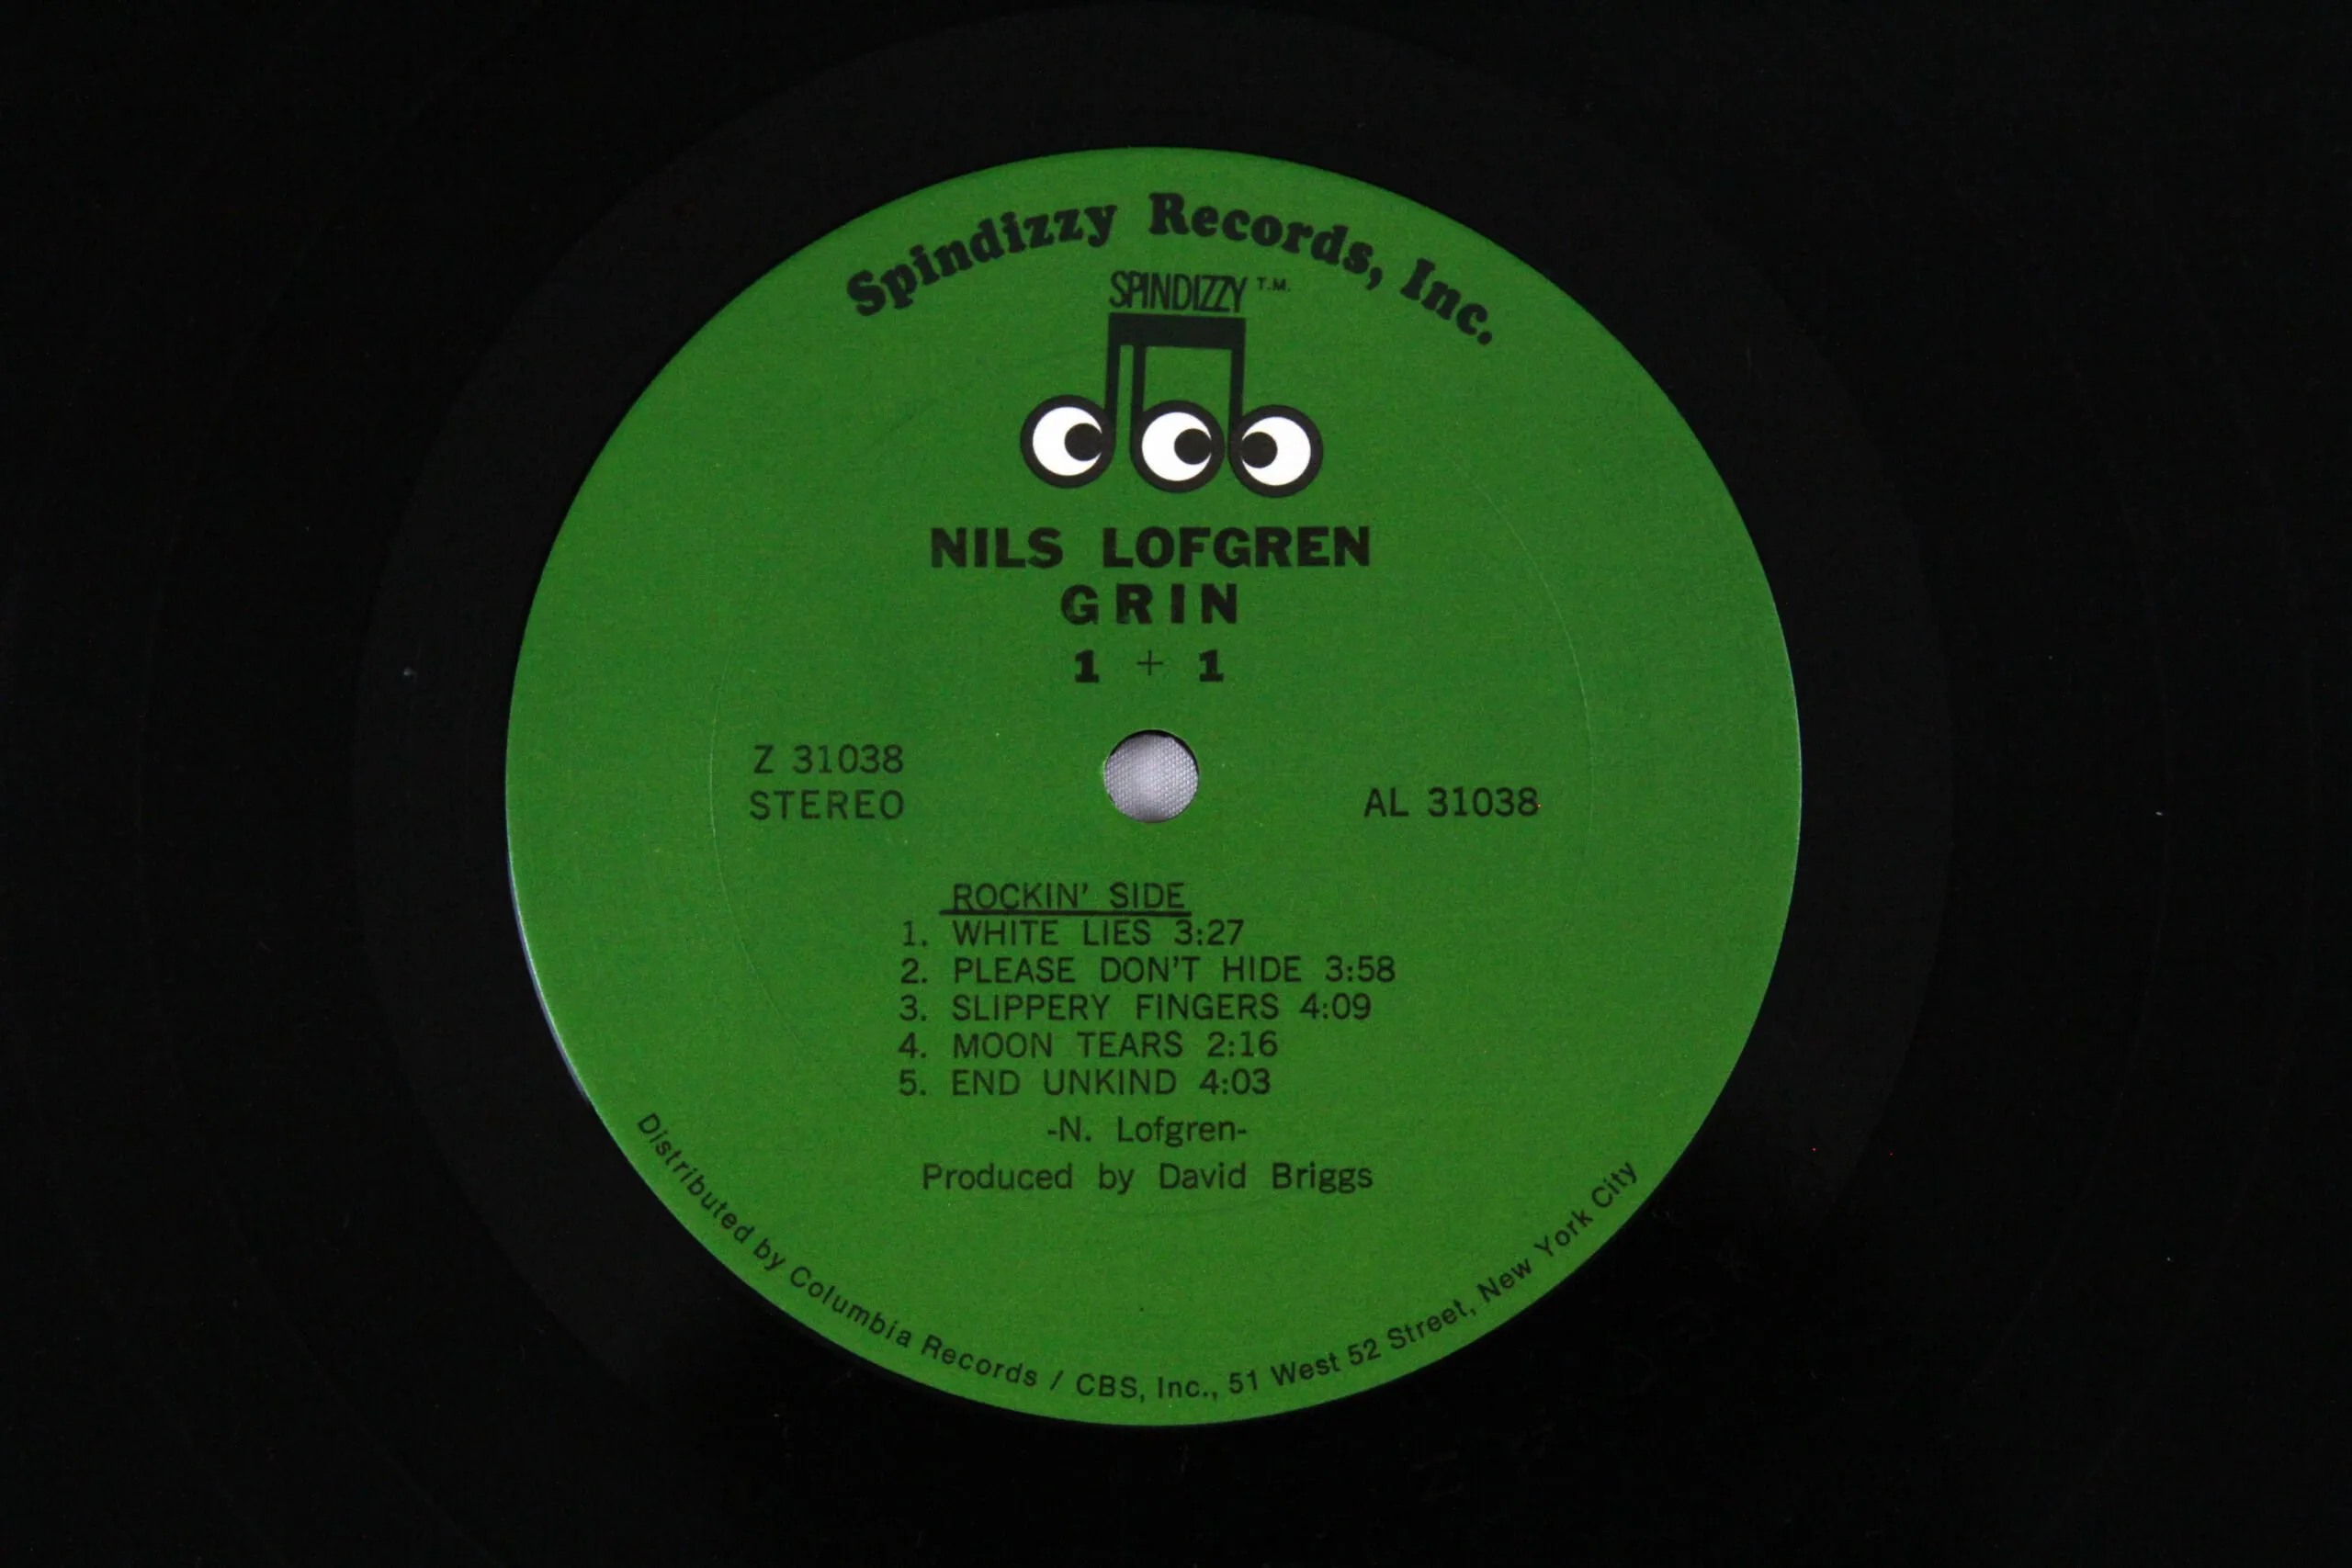 Spindizzy Records, Inc.
SPINDIZZY T.M.
NILS LOFGREN
GRIN
1 + 1
Z 31038
STEREO
AL 31038
ROCKIN' SIDE
1. WHITE LIES 3:27
2. PLEASE DON'T HIDE 3:58
3. SLIPPERY FINGERS 4:09
4. MOON TEARS 2:16
5. END UNKIND 4:03
-N. Lofgren-
Produced by David Briggs
Distributed by Columbia Records / CBS, Inc., 51 West 52 Street, New York City